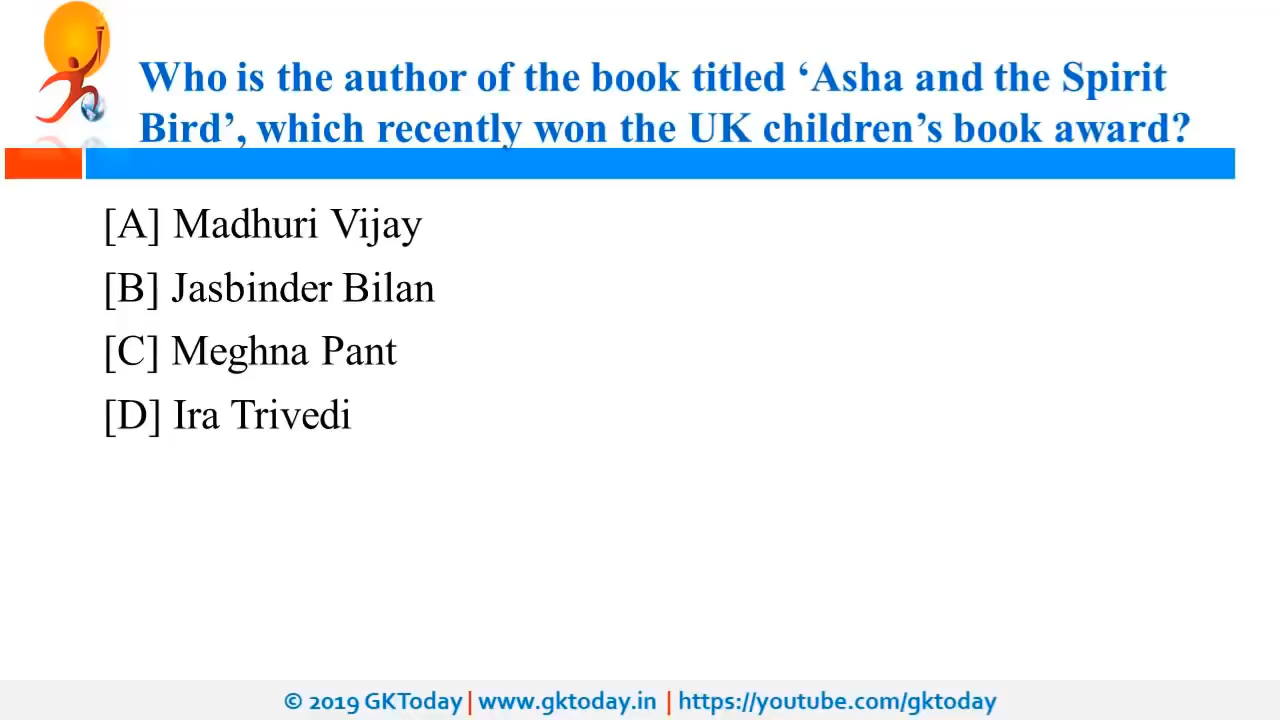 Who is the author of the book titled ‘Asha and the Spirit
Bird’, which recently won the UK children’s book award?
[A] Madhuri Vijay
[B] Jasbinder Bilan
[C] Meghna Pant
[D] Ira Trivedi
© 2019 GKToday | www.gktoday.in | https://youtube.com/gktoday